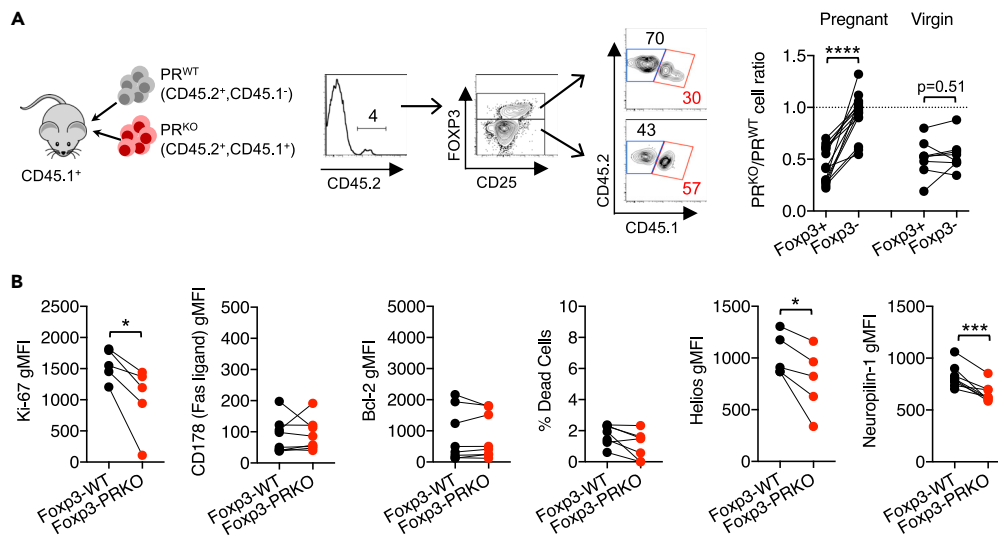 A
PR^WT
(CD45.2⁺,CD45.1⁻)
PR^KO
(CD45.2⁺,CD45.1⁺)
CD45.1⁺
4
CD45.2
FOXP3
CD25
70
30
43
57
CD45.2
CD45.1
Pregnant Virgin
****
p=0.51
PR^KO/PR^WT
cell ratio
1.5
1.0
0.5
0.0
Foxp3+
Foxp3-
Foxp3+
Foxp3-
B
Ki-67 gMFI
2500
2000
1500
1000
500
0
*
Foxp3-WT
Foxp3-PRKO
CD178 (Fas ligand) gMFI
500
400
300
200
100
0
Foxp3-WT
Foxp3-PRKO
Bcl-2 gMFI
5000
4000
3000
2000
1000
0
Foxp3-WT
Foxp3-PRKO
% Dead Cells
10
8
6
4
2
0
Foxp3-WT
Foxp3-PRKO
Helios gMFI
1500
1000
500
0
*
Foxp3-WT
Foxp3-PRKO
Neuropilin-1 gMFI
1500
1000
500
0
***
Foxp3-WT
Foxp3-PRKO